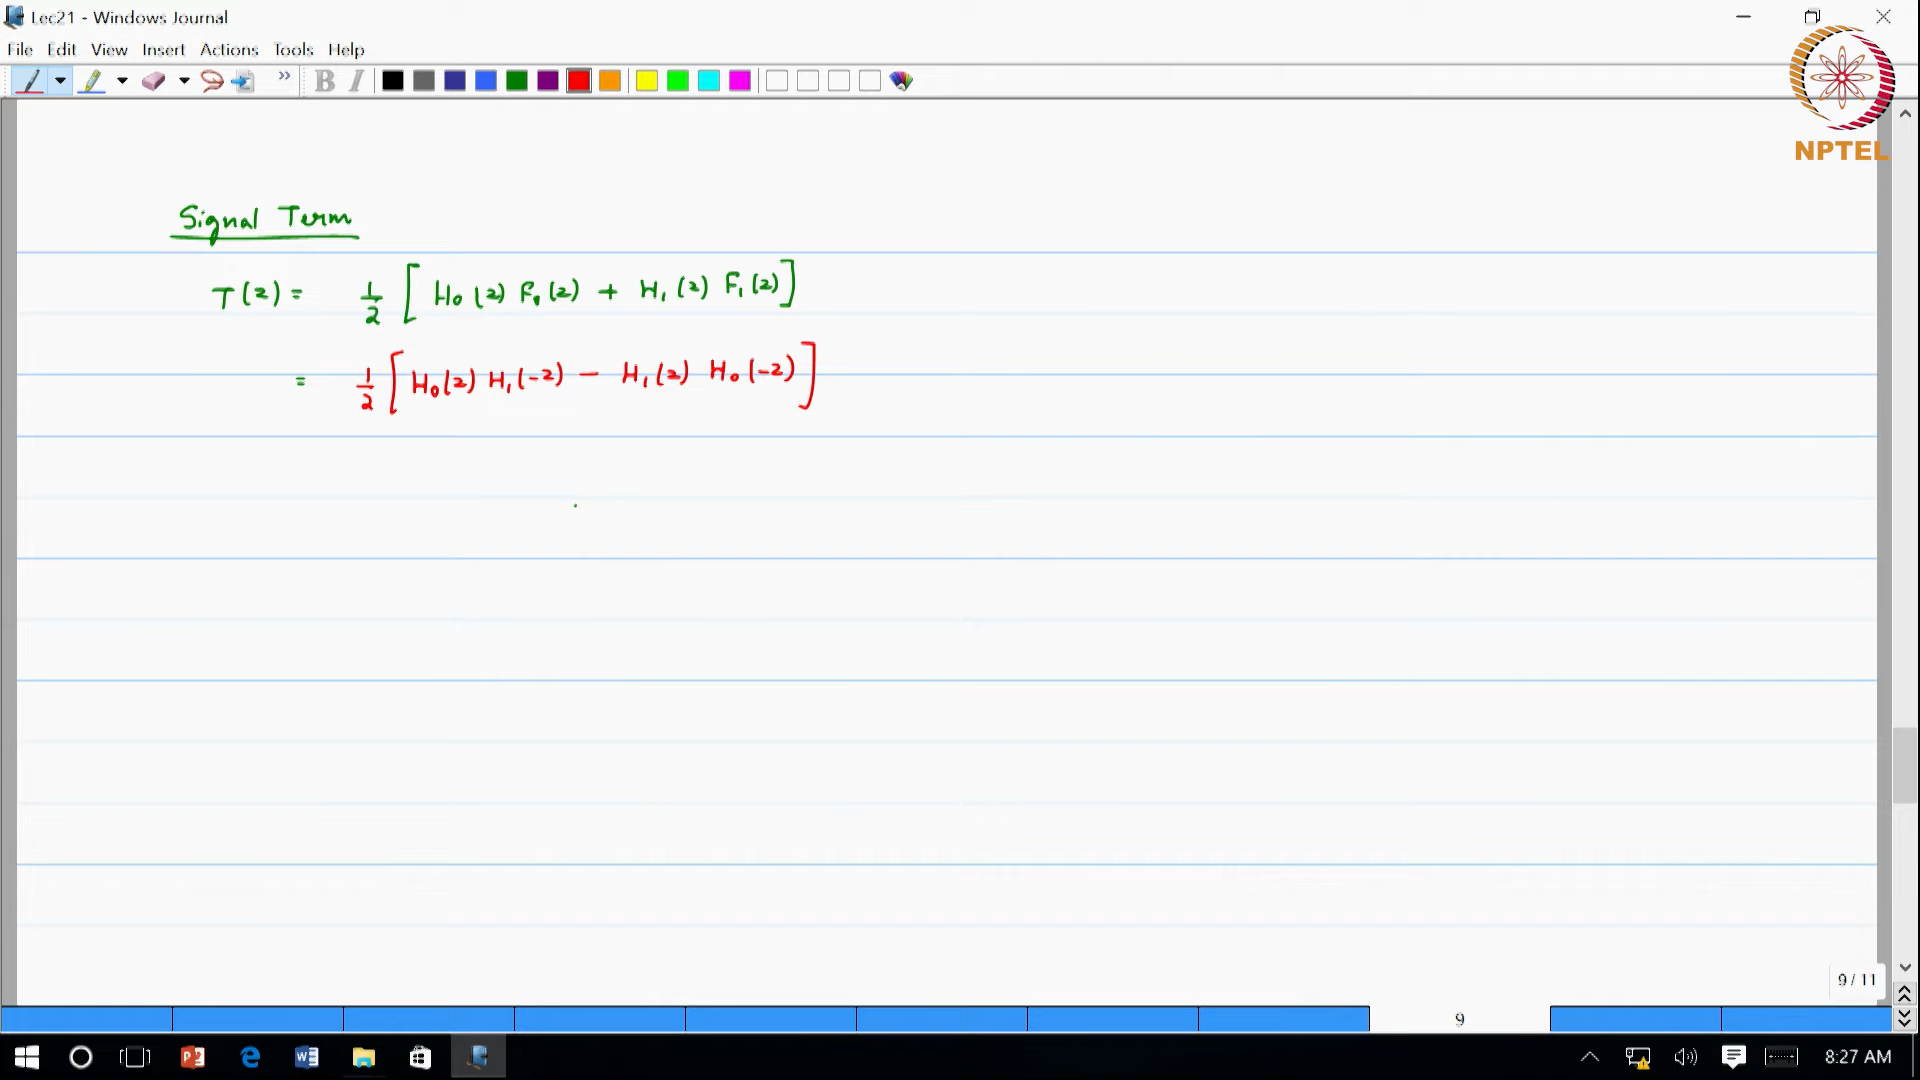 Lec21 - Windows Journal
File Edit View Insert Actions Tools Help
» B I
NPTEL
Signal Term
T(z) = 1/2 [ H₀(z) F₀(z) + H₁(z) F₁(z) ]
= 1/2 [ H₀(z) H₁(-z) - H₁(z) H₀(-z) ]
9 / 11
9
8:27 AM